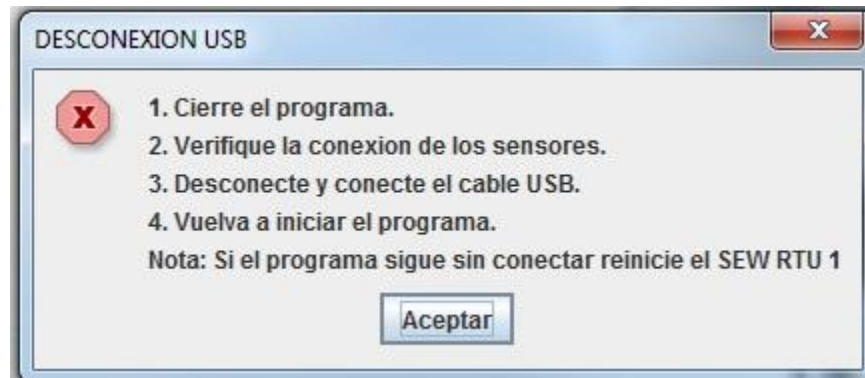 DESCONEXION USB
1. Cierre el programa.
2. Verifique la conexion de los sensores.
3. Desconecte y conecte el cable USB.
4. Vuelva a iniciar el programa.
Nota: Si el programa sigue sin conectar reinicie el SEW RTU 1
Aceptar